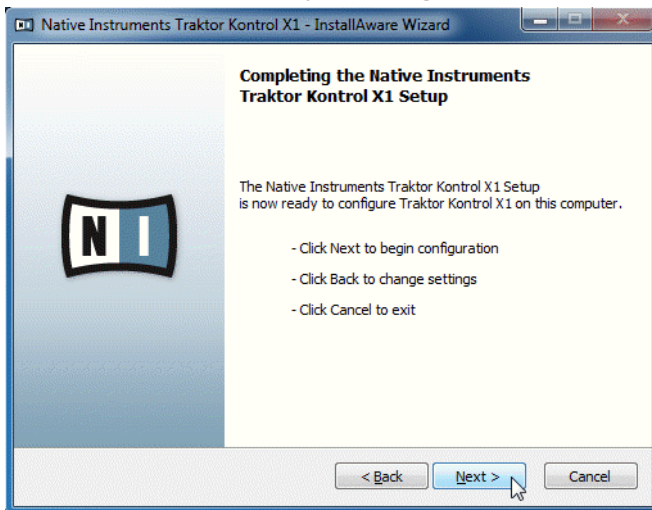 Native Instruments Traktor Kontrol X1 - InstallAware Wizard
Completing the Native Instruments
Traktor Kontrol X1 Setup
The Native Instruments Traktor Kontrol X1 Setup
is now ready to configure Traktor Kontrol X1 on this computer.
- Click Next to begin configuration
- Click Back to change settings
- Click Cancel to exit
NI
< Back Next > Cancel